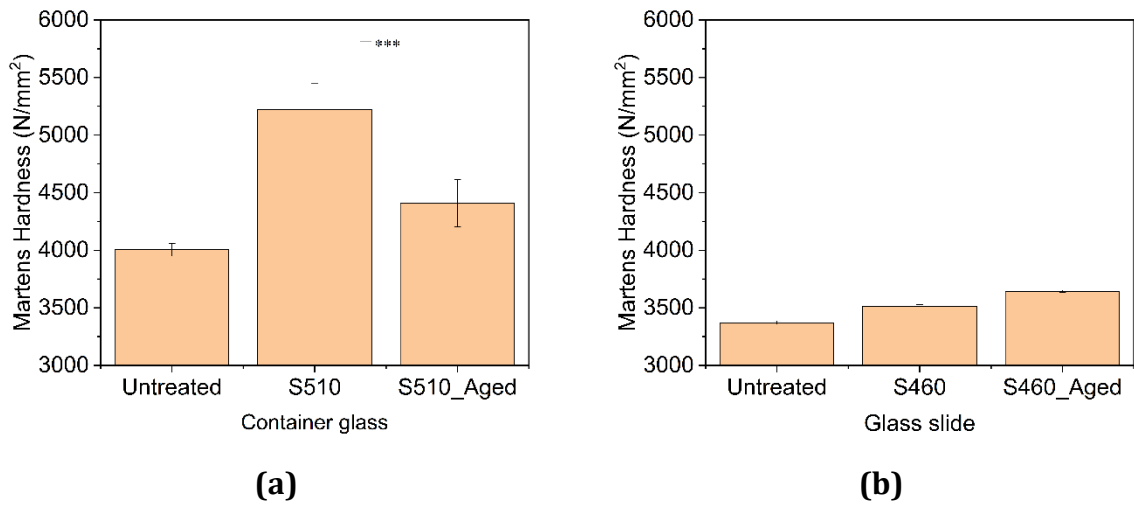 6000
5500
5000
4500
4000
3500
3000
Martens Hardness (N/mm²)
***
Untreated S510 S510_Aged
Container glass
(a)
6000
5500
5000
4500
4000
3500
3000
Martens Hardness (N/mm²)
Untreated S460 S460_Aged
Glass slide
(b)